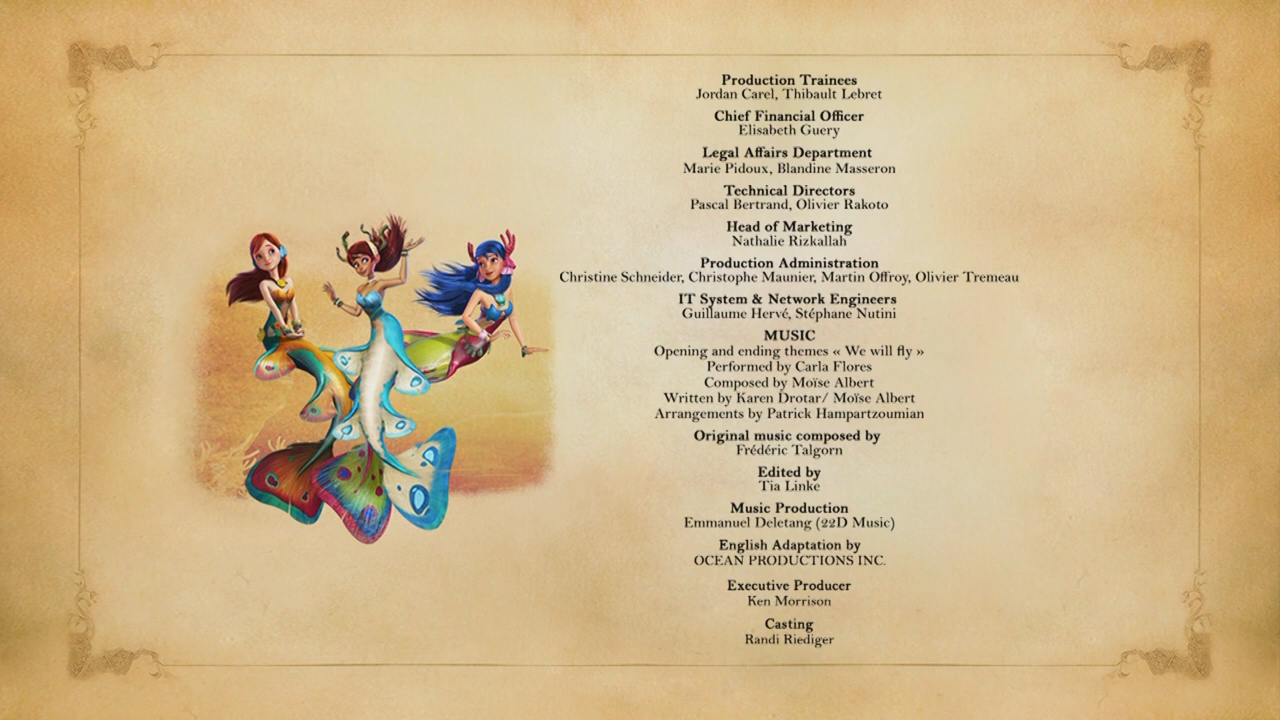 Production Trainees
Jordan Carel, Thibault Lebret
Chief Financial Officer
Elisabeth Guery
Legal Affairs Department
Marie Pidoux, Blandine Masseron
Technical Directors
Pascal Bertrand, Olivier Rakoto
Head of Marketing
Nathalie Rizkallah
Production Administration
Christine Schneider, Christophe Maunier, Martin Offroy, Olivier Tremeau
IT System & Network Engineers
Guillaume Hervé, Stéphane Nutini
MUSIC
Opening and ending themes « We will fly »
Performed by Carla Flores
Composed by Moïse Albert
Written by Karen Drotar/ Moïse Albert
Arrangements by Patrick Hampartzoumian
Original music composed by
Frédéric Talgorn
Edited by
Tia Linke
Music Production
Emmanuel Deletang (22D Music)
English Adaptation by
OCEAN PRODUCTIONS INC.
Executive Producer
Ken Morrison
Casting
Randi Riediger